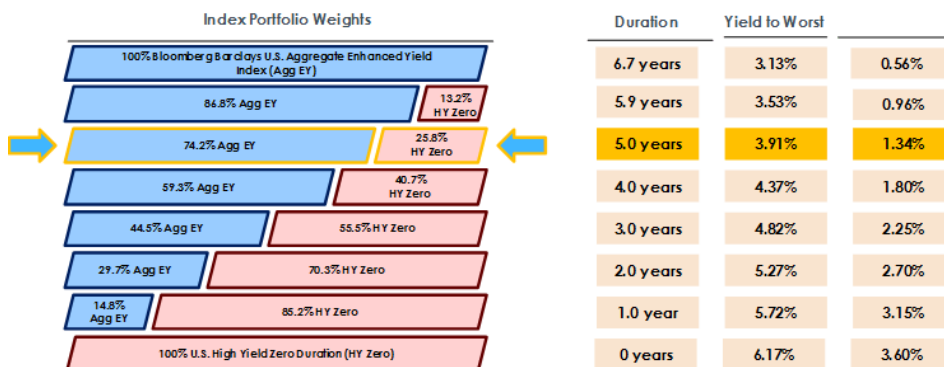 Index Portfolio Weights
Duration
Yield to Worst
100% Bloomberg Barclays U.S. Aggregate Enhanced Yield
Index (Agg EY)
6.7 years
3.13%
0.56%
86.8% Agg EY
13.2%
HY Zero
5.9 years
3.53%
0.96%
74.2% Agg EY
25.8%
HY Zero
5.0 years
3.91%
1.34%
59.3% Agg EY
40.7%
HY Zero
4.0 years
4.37%
1.80%
44.5% Agg EY
55.5% HY Zero
3.0 years
4.82%
2.25%
29.7% Agg EY
70.3% HY Zero
2.0 years
5.27%
2.70%
14.8%
Agg EY
85.2% HY Zero
1.0 year
5.72%
3.15%
100% U.S. High Yield Zero Duration (HY Zero)
0 years
6.17%
3.60%